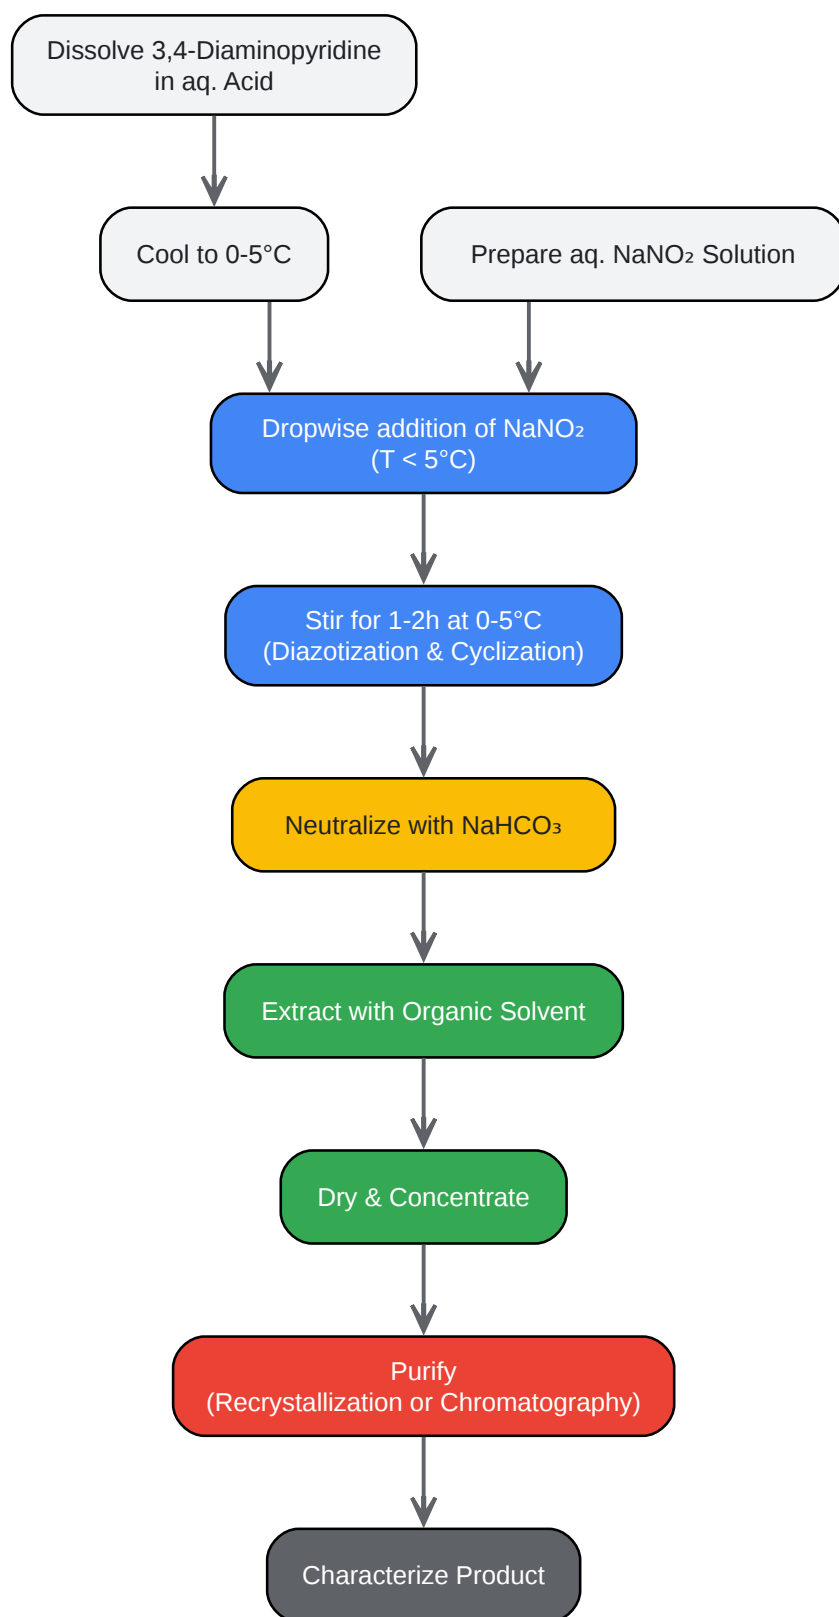 Dissolve 3,4-Diaminopyridine
in aq. Acid
Cool to 0-5°C
Prepare aq. NaNO₂ Solution
Dropwise addition of NaNO₂
(T < 5°C)
Stir for 1-2h at 0-5°C
(Diazotization & Cyclization)
Neutralize with NaHCO₃
Extract with Organic Solvent
Dry & Concentrate
Purify
(Recrystallization or Chromatography)
Characterize Product